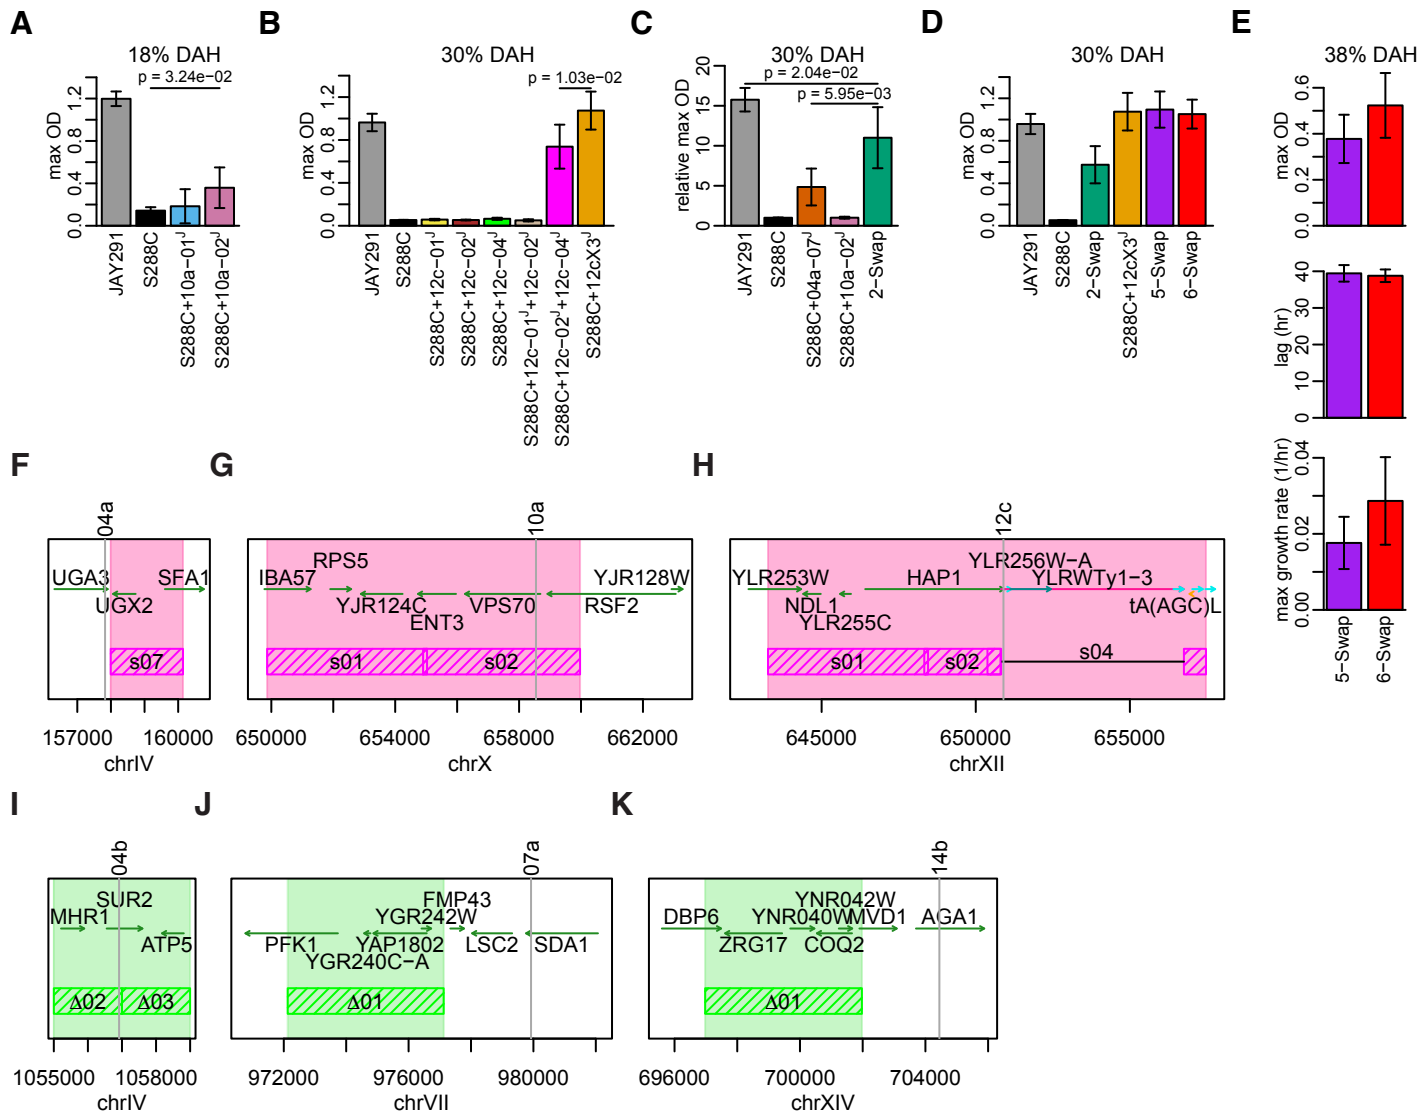 A
18% DAH
p = 3.24e−02
max OD
0.0 0.4 0.8 1.2
JAY291
S288C
S288C+10a−01ᴶ
S288C+10a−02ᴶ
B
30% DAH
p = 1.03e−02
max OD
0.0 0.4 0.8 1.2
JAY291
S288C
S288C+12c−01ᴶ
S288C+12c−02ᴶ
S288C+12c−04ᴶ
S288C+12c−01ᴶ+12c−02ᴶ
S288C+12c−02ᴶ+12c−04ᴶ
S288C+12cX3ᴶ
C
30% DAH
p = 2.04e−02
p = 5.95e−03
relative max OD
0 5 10 15 20
JAY291
S288C
S288C+04a−07ᴶ
S288C+10a−02ᴶ
2−Swap
D
30% DAH
max OD
0.0 0.4 0.8 1.2
JAY291
S288C
2−Swap
S288C+12cX3ᴶ
5−Swap
6−Swap
E
38% DAH
max OD
0.0 0.2 0.4 0.6
lag (hr)
0 10 20 30 40
max growth rate (1/hr)
0.00 0.02 0.04
5−Swap
6−Swap
F
04a
UGA3 SFA1
UGX2
s07
157000 160000
chrIV
G
10a
RPS5
IBA57 YJR128W
YJR124C VPS70 RSF2
ENT3
s01 s02
650000 654000 658000 662000
chrX
H
12c
YLR256W−A
YLR253W HAP1 YLRWTy1−3
NDL1 tA(AGC)L
YLR255C
s01 s02 s04
645000 650000 655000
chrXII
I
04b
SUR2
MHR1
ATP5
Δ02 Δ03
1055000 1058000
chrIV
J
07a
FMP43
YGR242W
PFK1 YAP1802 LSC2 SDA1
YGR240C−A
Δ01
972000 976000 980000
chrVII
K
14b
YNR042W
DBP6 YNR040W MVD1 AGA1
ZRG17 COQ2
Δ01
696000 700000 704000
chrXIV